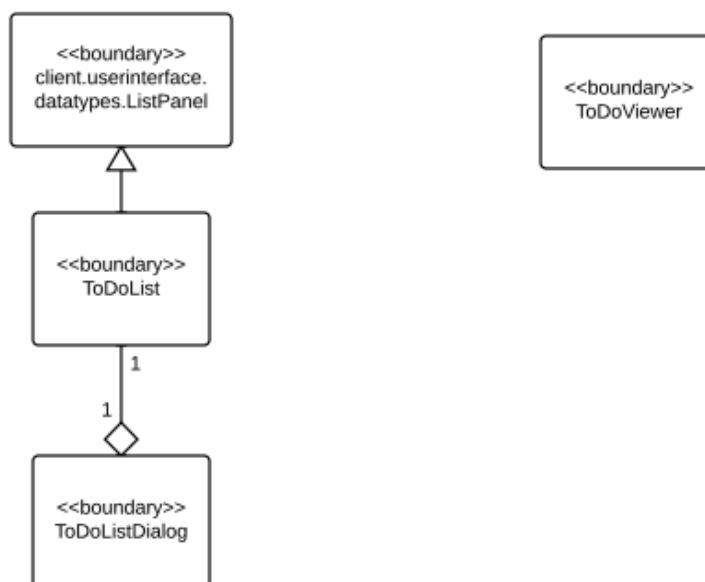 <<boundary>>
client.userinterface.
datatypes.ListPanel
<<boundary>>
ToDoViewer
<<boundary>>
ToDoList
1
1
<<boundary>>
ToDoListDialog